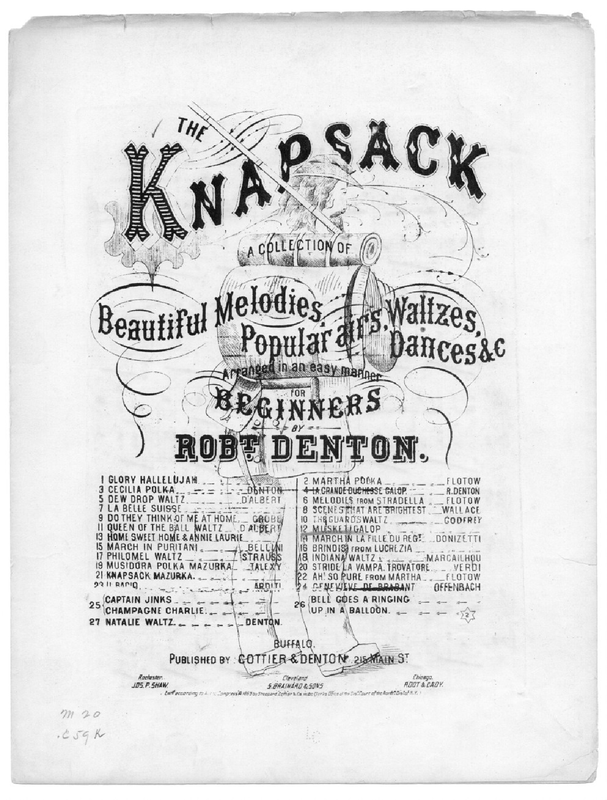 THE
KNAPSACK
A COLLECTION OF
Beautiful Melodies,
Popular airs, Waltzes,
Dances &c
Arranged in an easy manner
FOR
BEGINNERS
BY
ROBT. DENTON.
1 GLORY HALLELUJAH
3 CECILIA POLKA DENTON
5 DEW DROP WALTZ D'ALBERT
7 LA BELLE SUISSE
9 DO THEY THINK OF ME AT HOME GROBE
11 QUEEN OF THE BALL WALTZ D'ALBERT
13 HOME SWEET HOME & ANNIE LAURIE
15 MARCH IN PURITANI BELLINI
17 PHILOMEL WALTZ STRAUSS
19 MUSIDORA POLKA MAZURKA TALEXY
21 KNAPSACK MAZURKA
23 IL BACIO ARDITI
25 CAPTAIN JINKS
CHAMPAGNE CHARLIE
27 NATALIE WALTZ DENTON.
2 MARTHA POLKA FLOTOW
4 LA GRANDE DUCHESSE GALOP R. DENTON
6 MELODIES FROM STRADELLA FLOTOW
8 SCENES THAT ARE BRIGHTEST WALLACE
10 THE GUARDS WALTZ GODFREY
12 MUSKET GALOP
14 MARCH IN LA FILLE DU REGT. DONIZETTI
16 BRINDISI FROM LUCREZIA
18 INDIANA WALTZ MARCAILHOU
20 STRIDE LA VAMPA. TROVATORE VERDI
22 AH! SO PURE FROM MARTHA FLOTOW
24 GENEVIEVE DE BRABANT OFFENBACH
26 BELL GOES A RINGING
UP IN A BALLOON.
2
BUFFALO,
PUBLISHED BY COTTIER & DENTON 215 MAIN ST.
Rochester. Cleveland Chicago,
JOS. P. SHAW. S. BRAINARD & SONS ROOT & CADY.
M 20
.C59K